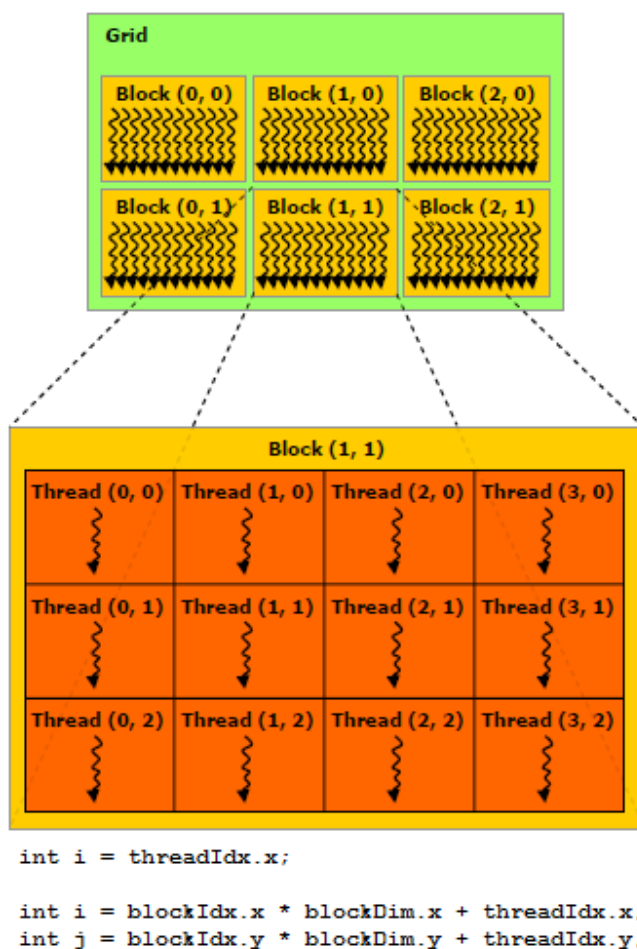 Grid
Block (0, 0) Block (1, 0) Block (2, 0)
Block (0, 1) Block (1, 1) Block (2, 1)
Block (1, 1)
Thread (0, 0) Thread (1, 0) Thread (2, 0) Thread (3, 0)
Thread (0, 1) Thread (1, 1) Thread (2, 1) Thread (3, 1)
Thread (0, 2) Thread (1, 2) Thread (2, 2) Thread (3, 2)
int i = threadIdx.x;
int i = blockIdx.x * blockDim.x + threadIdx.x;
int j = blockIdx.y * blockDim.y + threadIdx.y;